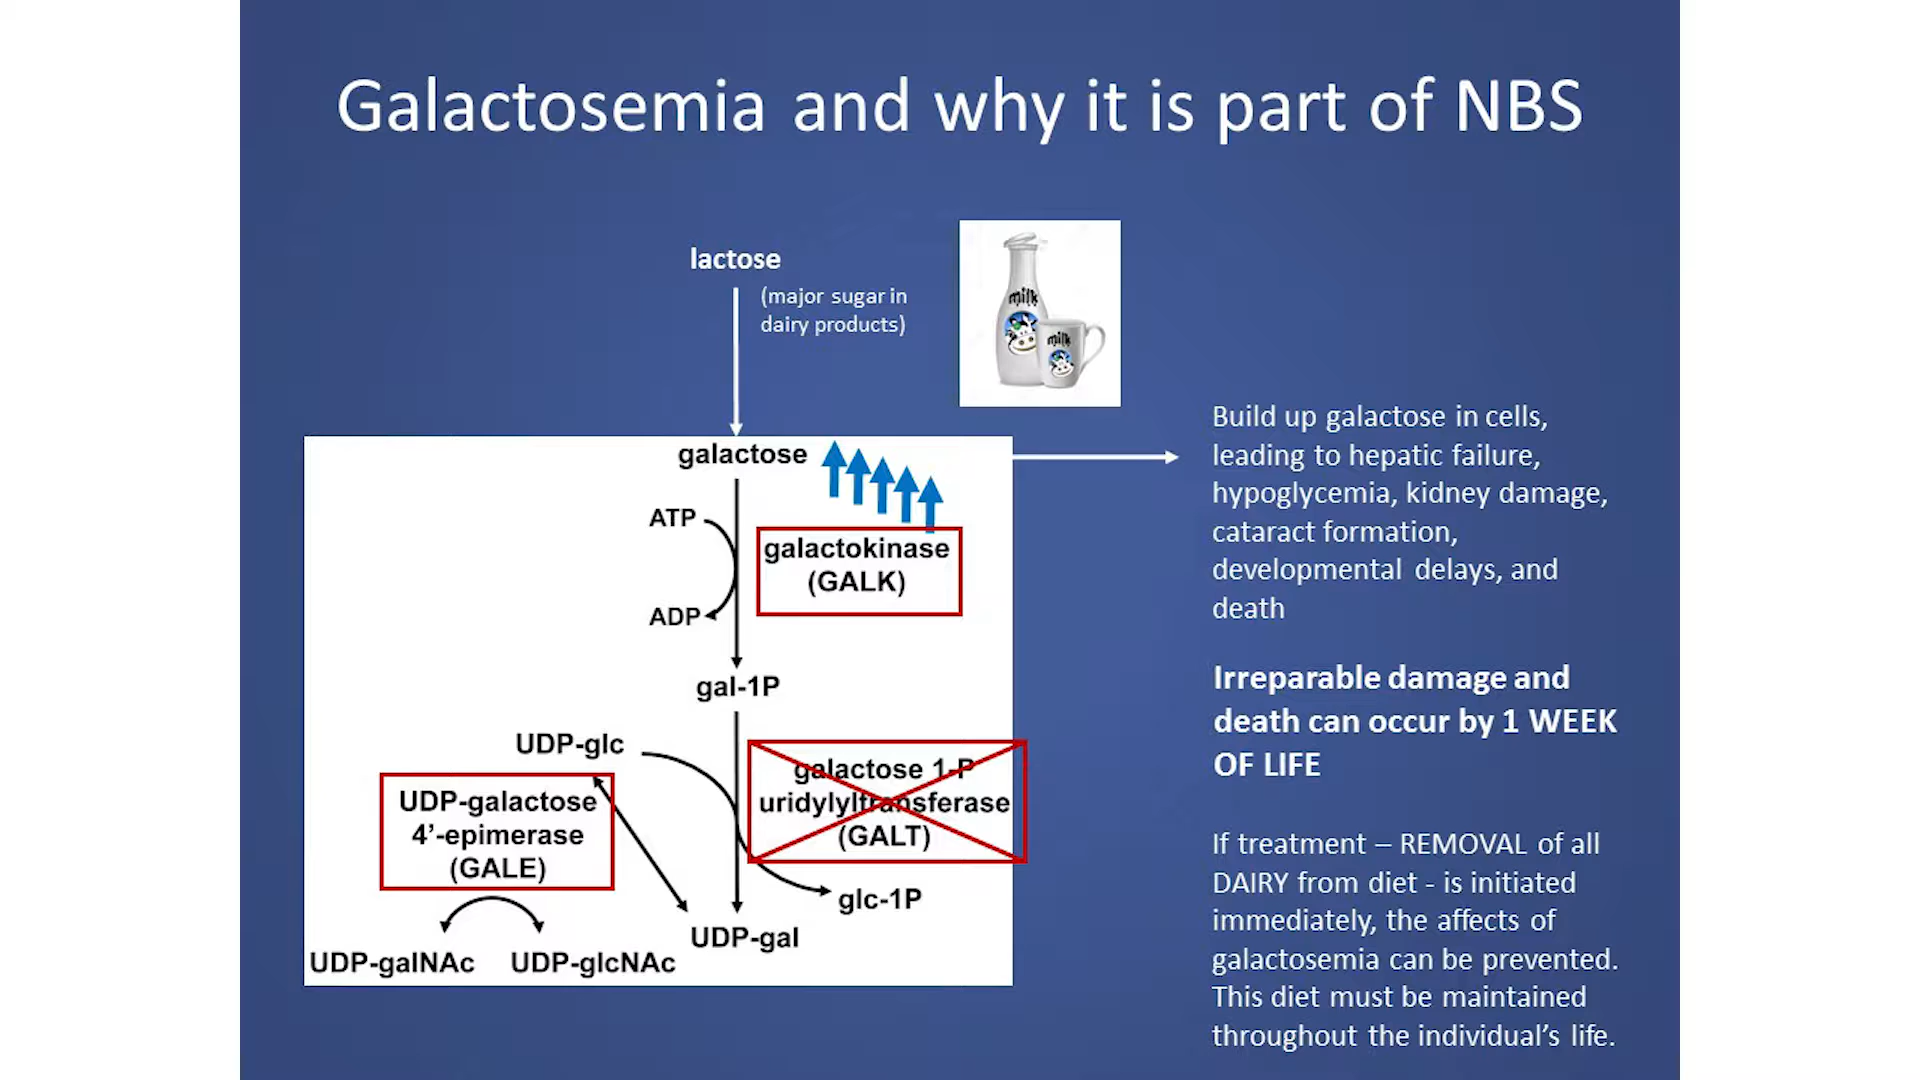 Galactosemia and why it is part of NBS
lactose
(major sugar in
dairy products)
milk
milk
galactose
ATP
galactokinase
(GALK)
ADP
gal-1P
UDP-glc
galactose 1-P
uridylyltransferase
(GALT)
UDP-galactose
4’-epimerase
(GALE)
glc-1P
UDP-gal
UDP-galNAc
UDP-glcNAc
Build up galactose in cells,
leading to hepatic failure,
hypoglycemia, kidney damage,
cataract formation,
developmental delays, and
death
Irreparable damage and
death can occur by 1 WEEK
OF LIFE
If treatment – REMOVAL of all
DAIRY from diet - is initiated
immediately, the affects of
galactosemia can be prevented.
This diet must be maintained
throughout the individual’s life.